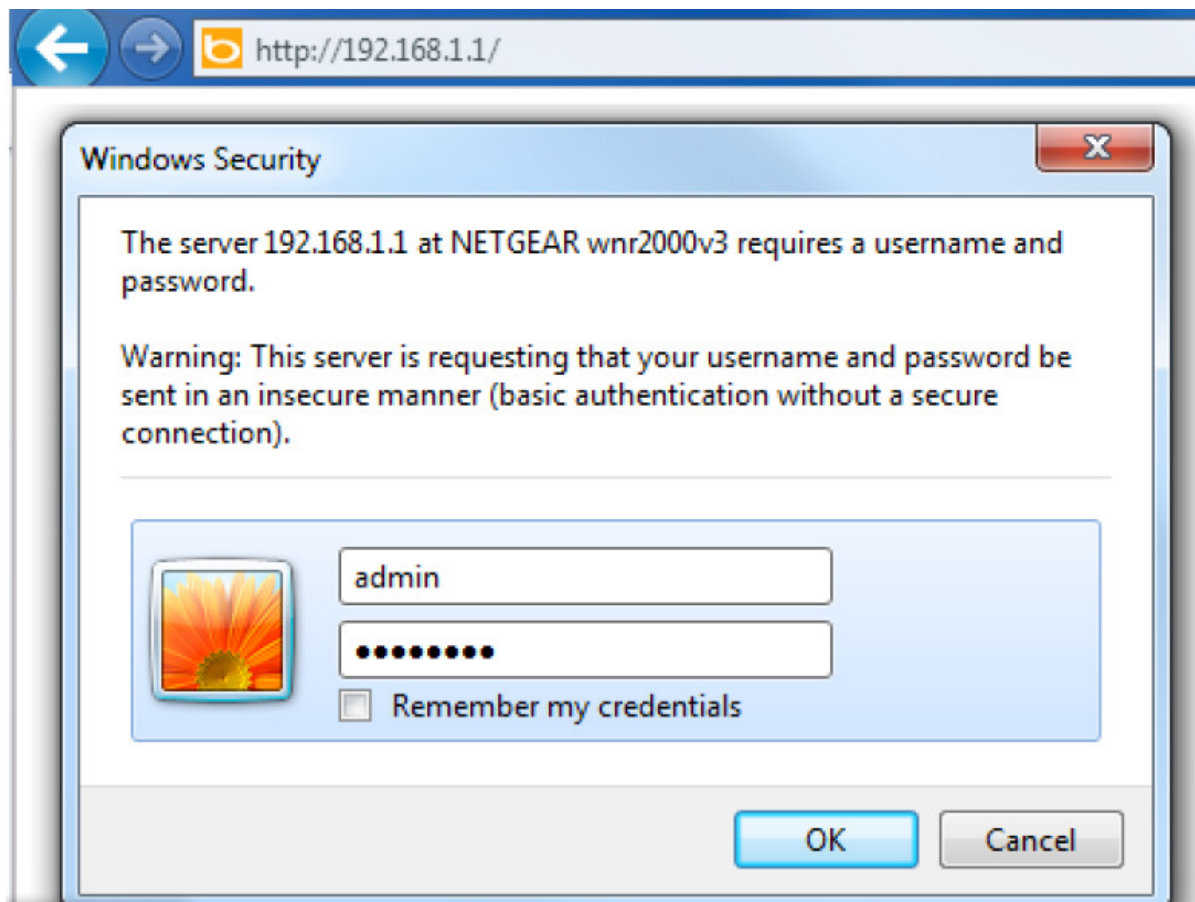 http://192.168.1.1/
Windows Security
The server 192.168.1.1 at NETGEAR wnr2000v3 requires a username and
password.
Warning: This server is requesting that your username and password be
sent in an insecure manner (basic authentication without a secure
connection).
admin
••••••••
Remember my credentials
OK
Cancel